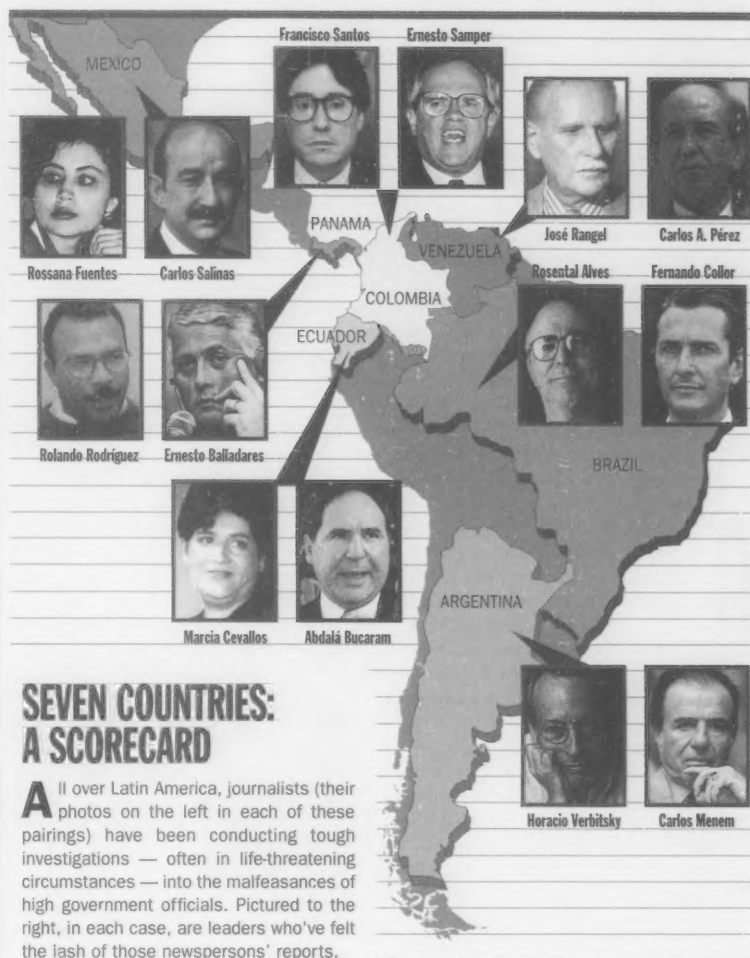 Francisco Santos
Ernesto Samper
MEXICO
Rossana Fuentes
Carlos Salinas
PANAMA
VENEZUELA
José Rangel
Carlos A. Pérez
COLOMBIA
Rosental Alves
Fernando Collor
ECUADOR
Rolando Rodríguez
Ernesto Balladares
BRAZIL
Marcia Cevallos
Abdalá Bucaram
ARGENTINA
Horacio Verbitsky
Carlos Menem
SEVEN COUNTRIES:
A SCORECARD
All over Latin America, journalists (their
photos on the left in each of these
pairings) have been conducting tough
investigations — often in life-threatening
circumstances — into the malfeasances of
high government officials. Pictured to the
right, in each case, are leaders who've felt
the lash of those newspersons' reports.